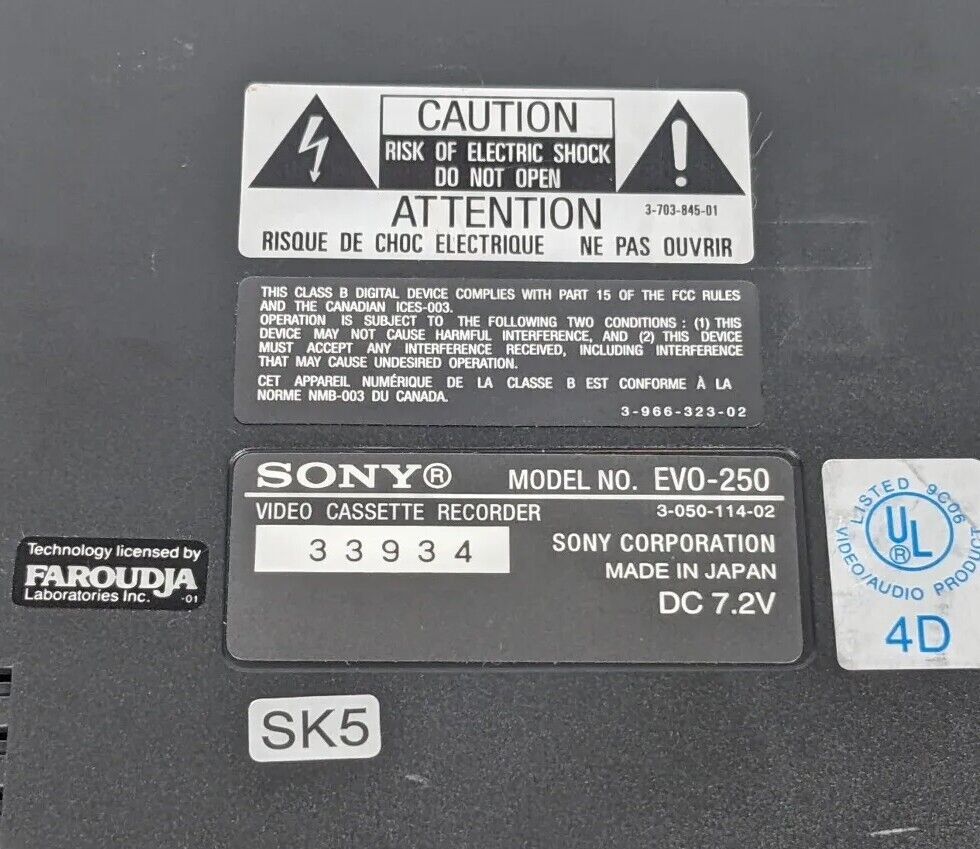 CAUTION
RISK OF ELECTRIC SHOCK
DO NOT OPEN
ATTENTION
3-703-845-01
RISQUE DE CHOC ELECTRIQUE NE PAS OUVRIR
THIS CLASS B DIGITAL DEVICE COMPLIES WITH PART 15 OF THE FCC RULES
AND THE CANADIAN ICES-003.
OPERATION IS SUBJECT TO THE FOLLOWING TWO CONDITIONS : (1) THIS
DEVICE MAY NOT CAUSE HARMFUL INTERFERENCE, AND (2) THIS DEVICE
MUST ACCEPT ANY INTERFERENCE RECEIVED, INCLUDING INTERFERENCE
THAT MAY CAUSE UNDESIRED OPERATION.
CET APPAREIL NUMÉRIQUE DE LA CLASSE B EST CONFORME À LA
NORME NMB-003 DU CANADA.
3-966-323-02
SONY® MODEL NO. EVO-250
VIDEO CASSETTE RECORDER 3-050-114-02
33934
SONY CORPORATION
MADE IN JAPAN
DC 7.2V
Technology licensed by
FAROUDJA
Laboratories Inc. -01
LISTED 9C06
UL®
VIDEO/AUDIO PRODUCT
4D
SK5